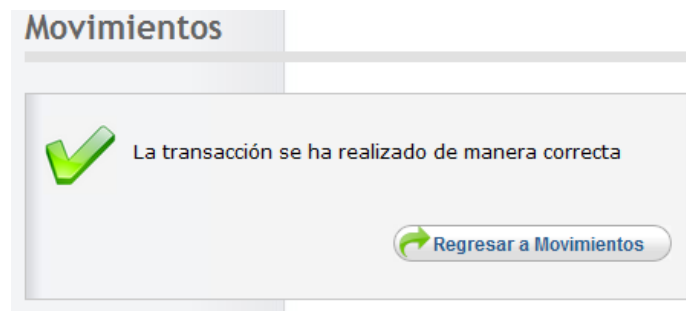 Movimientos
La transacción se ha realizado de manera correcta
Regresar a Movimientos